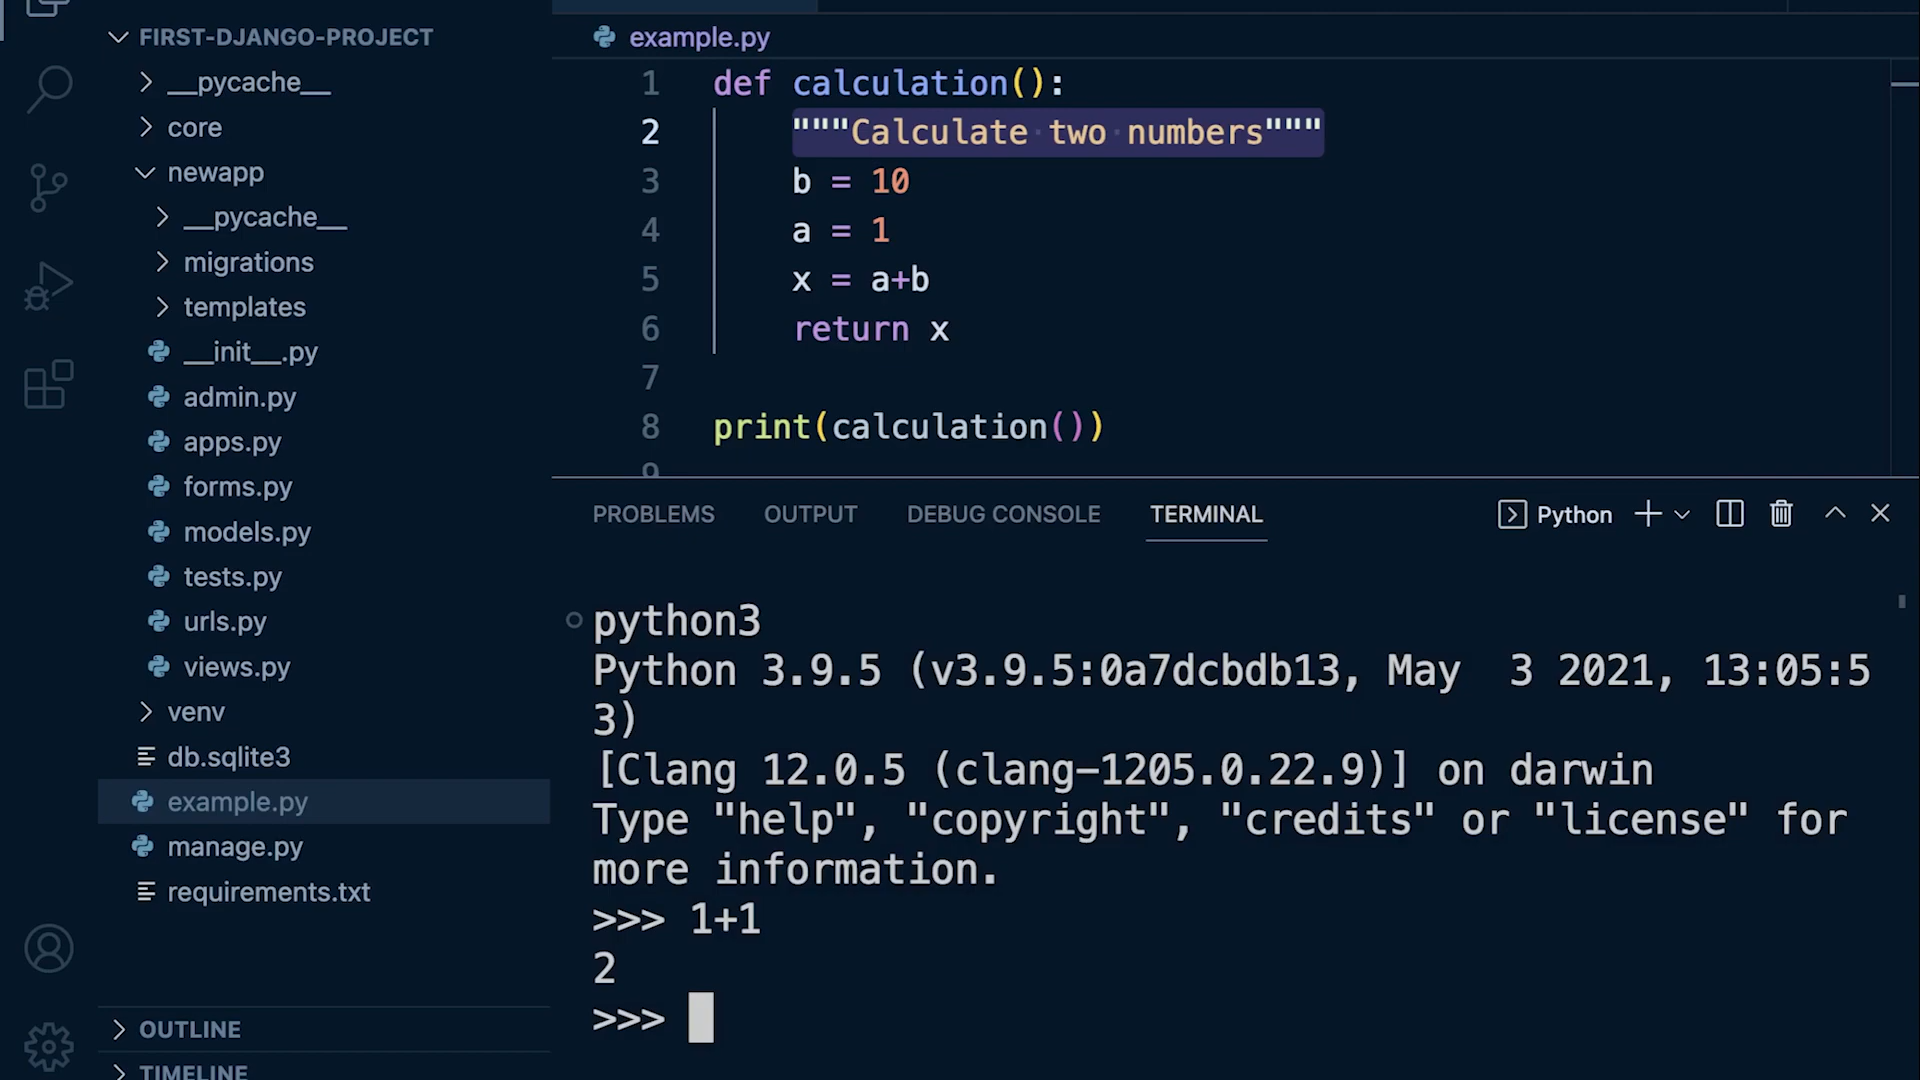 FIRST-DJANGO-PROJECT
__pycache__
core
newapp
__pycache__
migrations
templates
__init__.py
admin.py
apps.py
forms.py
models.py
tests.py
urls.py
views.py
venv
db.sqlite3
example.py
manage.py
requirements.txt
OUTLINE
TIMELINE
example.py
1 def calculation():
2 """Calculate two numbers"""
3 b = 10
4 a = 1
5 x = a+b
6 return x
7
8 print(calculation())
9
PROBLEMS OUTPUT DEBUG CONSOLE TERMINAL Python
python3
Python 3.9.5 (v3.9.5:0a7dcbdb13, May  3 2021, 13:05:5
3)
[Clang 12.0.5 (clang-1205.0.22.9)] on darwin
Type "help", "copyright", "credits" or "license" for
more information.
>>> 1+1
2
>>>